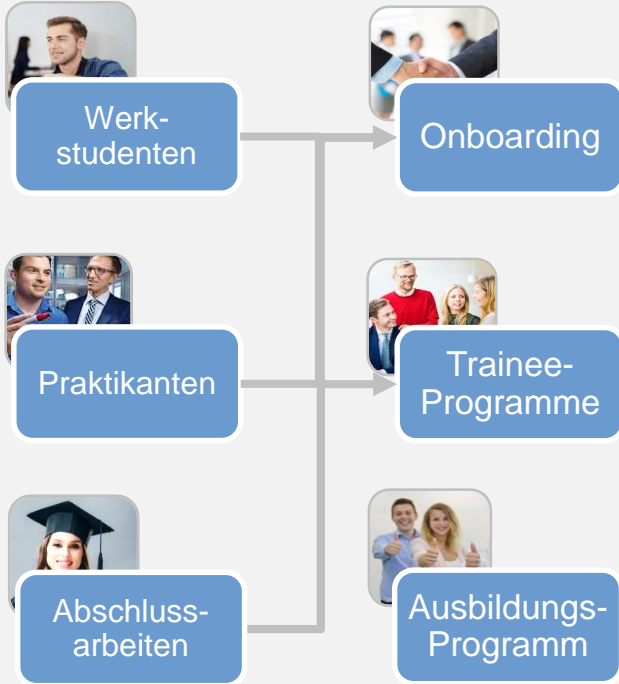 Werk-
studenten
Onboarding
Praktikanten
Trainee-
Programme
Abschluss-
arbeiten
Ausbildungs-
Programm